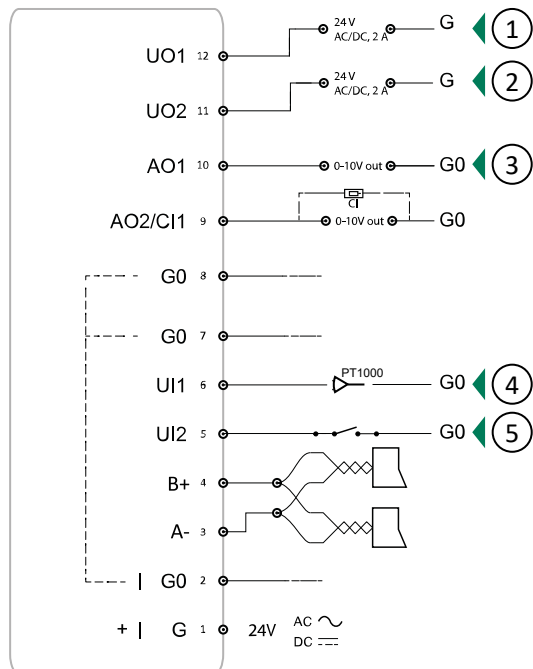 UO1 12 24 V AC/DC, 2 A G 1
UO2 11 24 V AC/DC, 2 A G 2
AO1 10 0-10V out G0 3
CI
AO2/CI1 9 0-10V out G0
G0 8
G0 7
UI1 6 PT1000 G0 4
UI2 5 G0 5
B+ 4
A- 3
| G0 2
+ | G 1 24V AC
DC